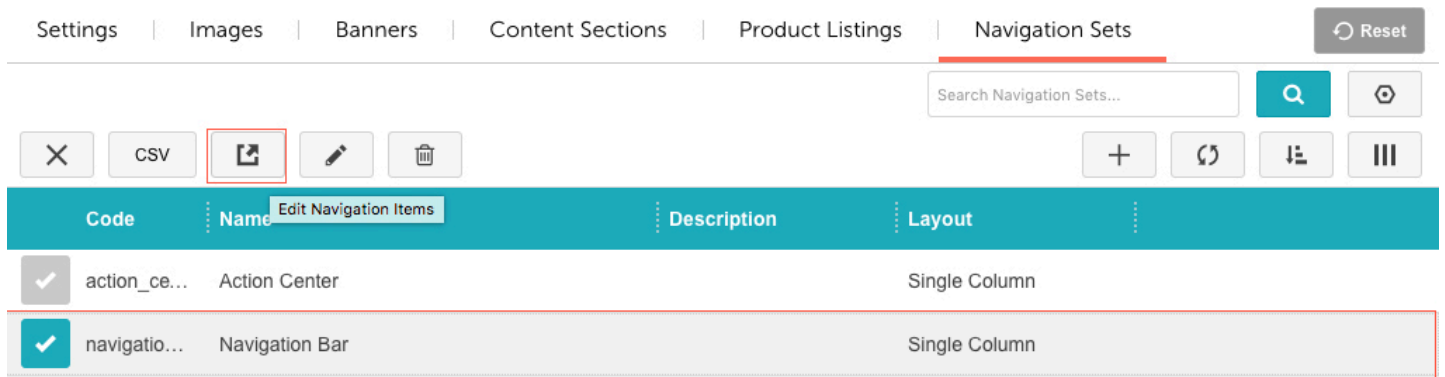 Settings Images Banners Content Sections Product Listings Navigation Sets Reset
Search Navigation Sets...
CSV
Edit Navigation Items
Code Name Description Layout
action_ce... Action Center Single Column
navigatio... Navigation Bar Single Column